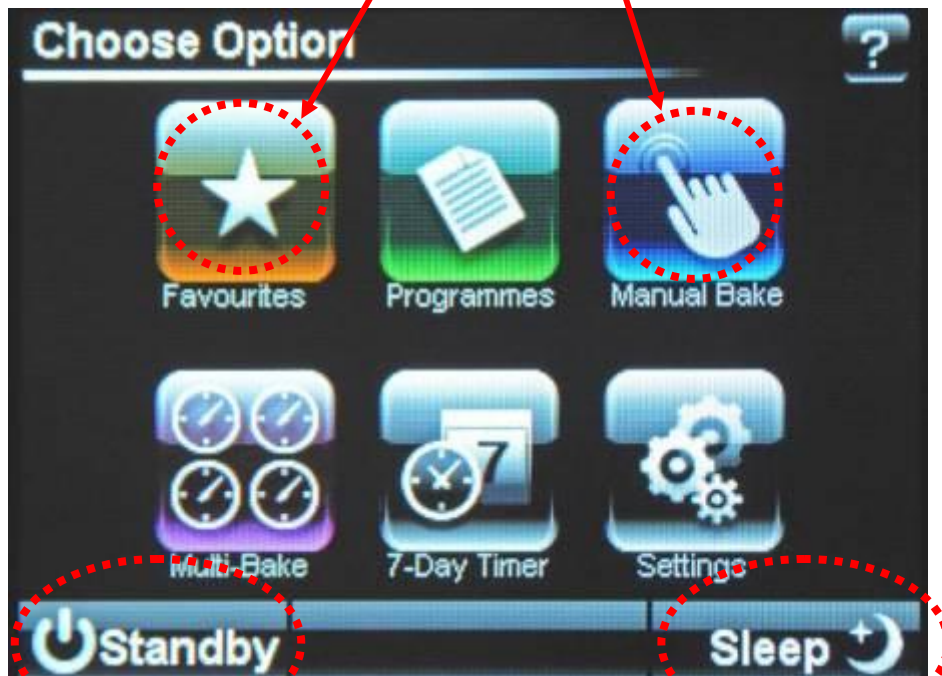 Choose Option
?
Favourites
Programmes
Manual Bake
7
Multi-Bake
7-Day Timer
Settings
Standby
Sleep